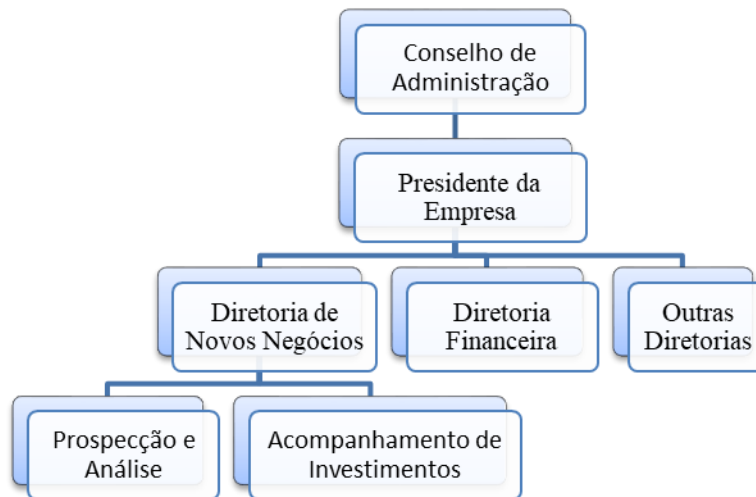 Conselho de
Administração
Presidente da
Empresa
Diretoria de
Novos Negócios
Diretoria
Financeira
Outras
Diretorias
Prospecção e
Análise
Acompanhamento de
Investimentos